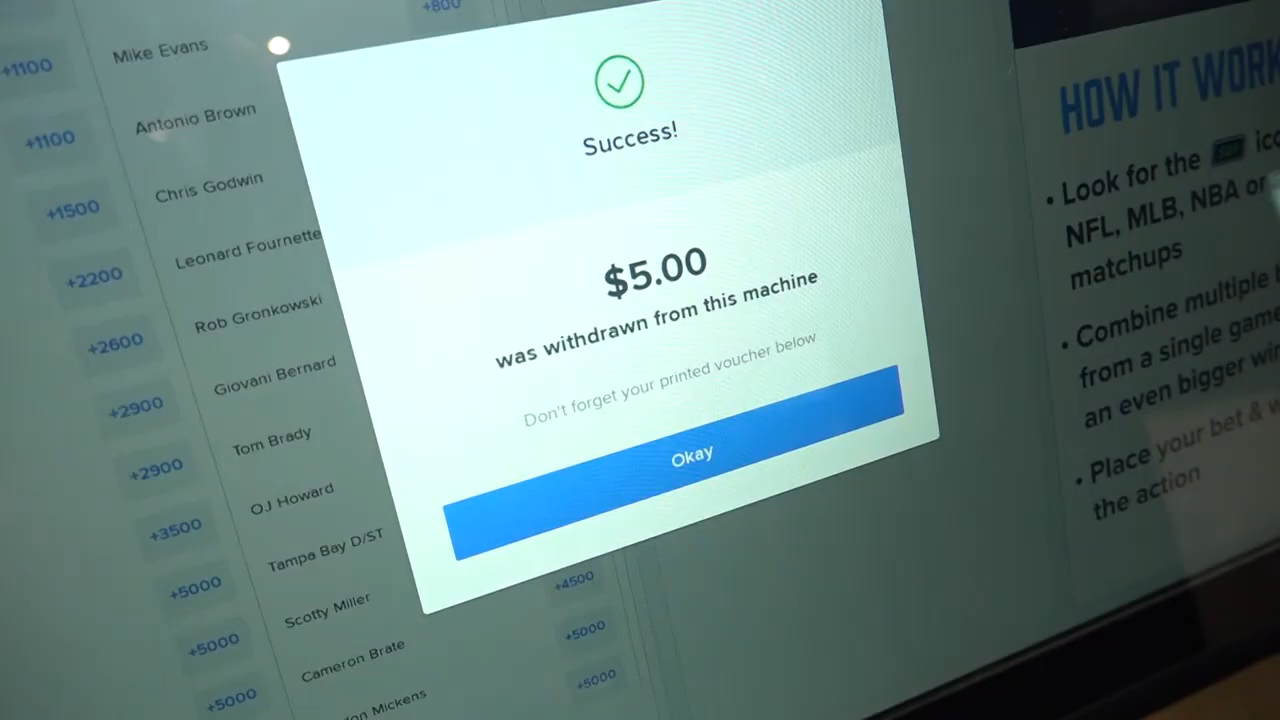 +800
+1100
Mike Evans
+1100
Antonio Brown
+1500
Chris Godwin
+2200
Leonard Fournette
+2600
Rob Gronkowski
+2900
Giovani Bernard
+2900
Tom Brady
+3500
OJ Howard
+5000
Tampa Bay D/ST
+5000
Scotty Miller
+5000
Cameron Brate
Mickens
+4500
+5000
+5000
Success!
$5.00
was withdrawn from this machine
Don't forget your printed voucher below
Okay
HOW IT WORK
• Look for the
NFL, MLB, NBA or
matchups
• Combine multiple
from a single game
an even bigger
• Place your bet &
the action